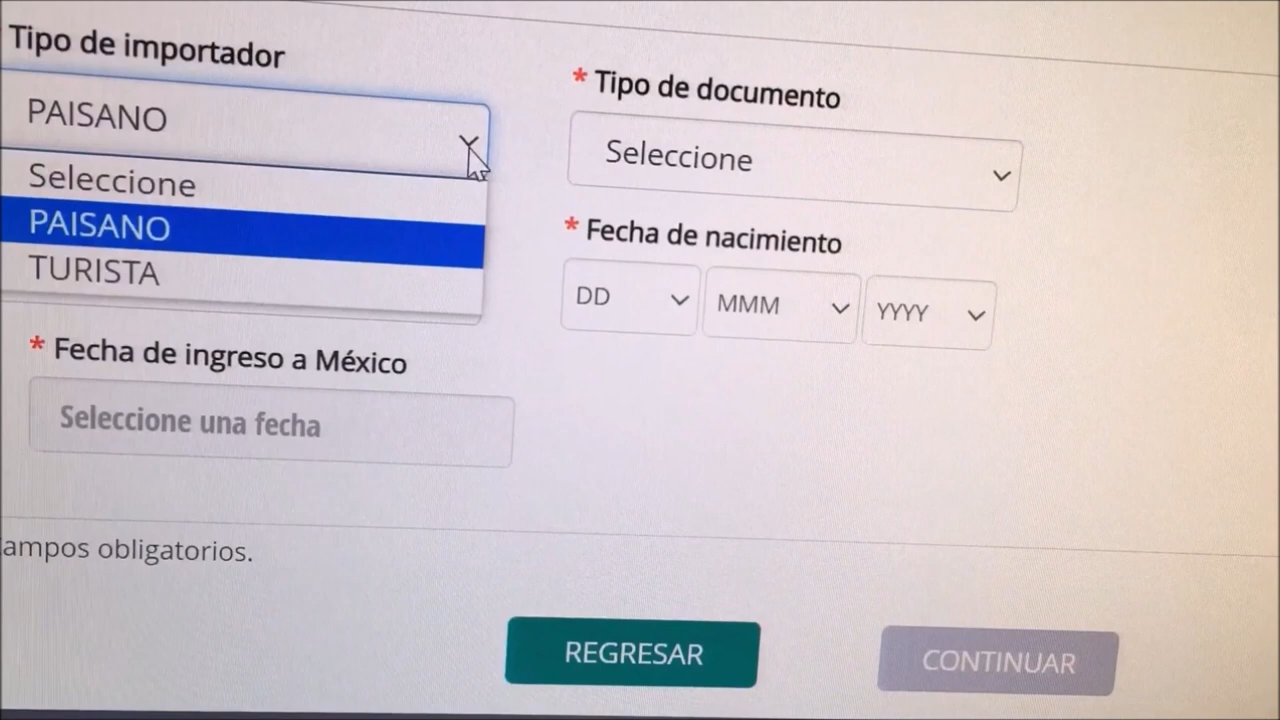 Tipo de importador
PAISANO
Seleccione
PAISANO
TURISTA
* Tipo de documento
Seleccione
* Fecha de nacimiento
DD MMM YYYY
* Fecha de ingreso a México
Seleccione una fecha
ampos obligatorios.
REGRESAR
CONTINUAR